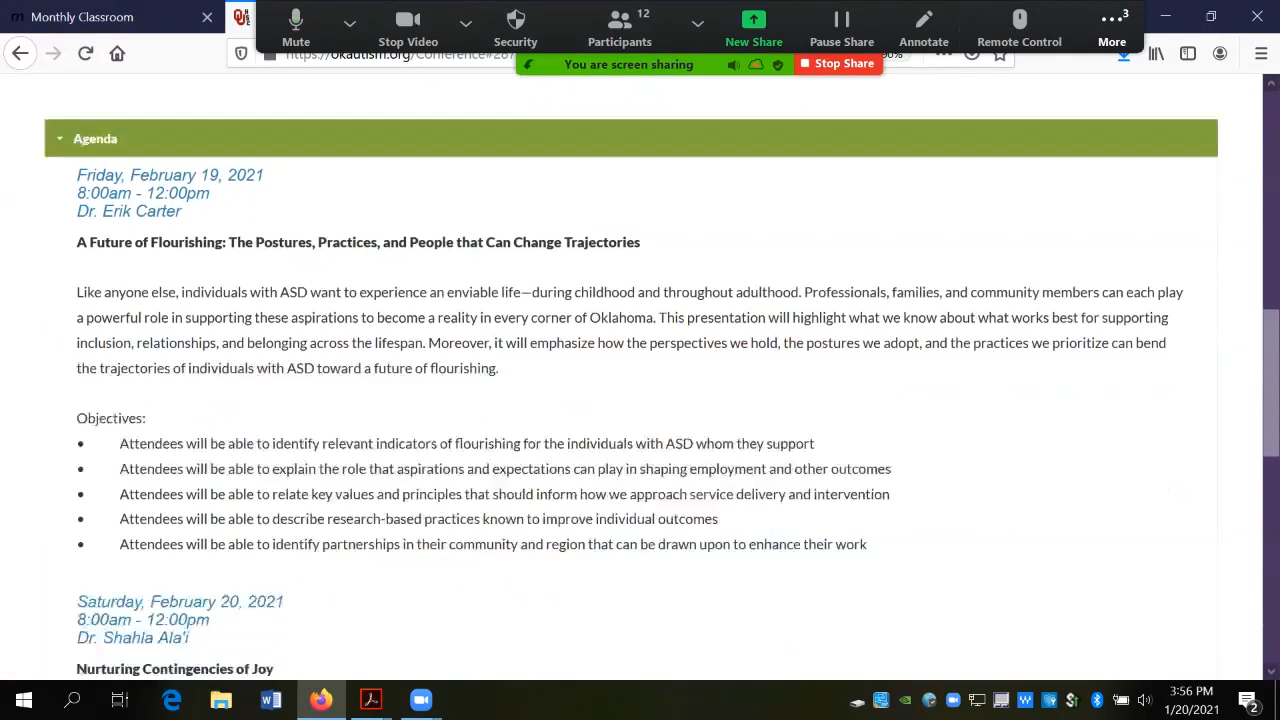 Monthly Classroom
12
3
Mute
Stop Video
Security
Participants
New Share
Pause Share
Annotate
Remote Control
More
You are screen sharing
Stop Share
Agenda
Friday, February 19, 2021
8:00am - 12:00pm
Dr. Erik Carter
A Future of Flourishing: The Postures, Practices, and People that Can Change Trajectories
Like anyone else, individuals with ASD want to experience an enviable life—during childhood and throughout adulthood. Professionals, families, and community members can each play
a powerful role in supporting these aspirations to become a reality in every corner of Oklahoma. This presentation will highlight what we know about what works best for supporting
inclusion, relationships, and belonging across the lifespan. Moreover, it will emphasize how the perspectives we hold, the postures we adopt, and the practices we prioritize can bend
the trajectories of individuals with ASD toward a future of flourishing.
Objectives:
• Attendees will be able to identify relevant indicators of flourishing for the individuals with ASD whom they support
• Attendees will be able to explain the role that aspirations and expectations can play in shaping employment and other outcomes
• Attendees will be able to relate key values and principles that should inform how we approach service delivery and intervention
• Attendees will be able to describe research-based practices known to improve individual outcomes
• Attendees will be able to identify partnerships in their community and region that can be drawn upon to enhance their work
Saturday, February 20, 2021
8:00am - 12:00pm
Dr. Shahla Ala'i
Nurturing Contingencies of Joy
3:56 PM
1/20/2021
2